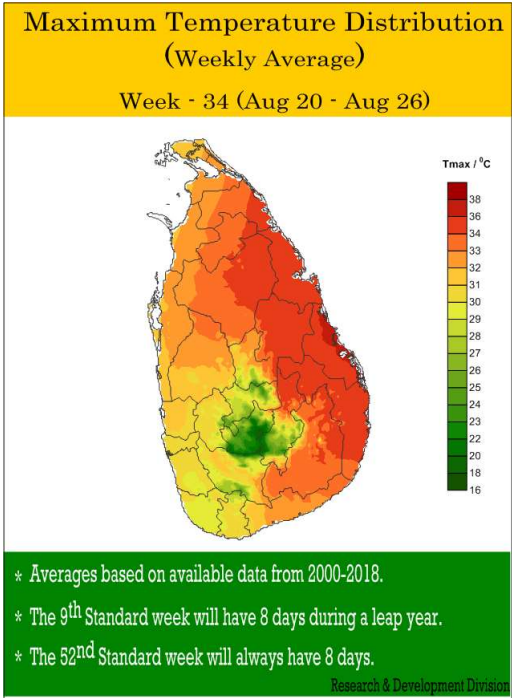 Maximum Temperature Distribution
(Weekly Average)
Week - 34 (Aug 20 - Aug 26)
Tmax / ⁰C
38
36
34
33
32
31
30
29
28
27
26
25
24
23
22
20
18
16
* Averages based on available data from 2000-2018.
* The 9th Standard week will have 8 days during a leap year.
* The 52nd Standard week will always have 8 days.
Research & Development Division